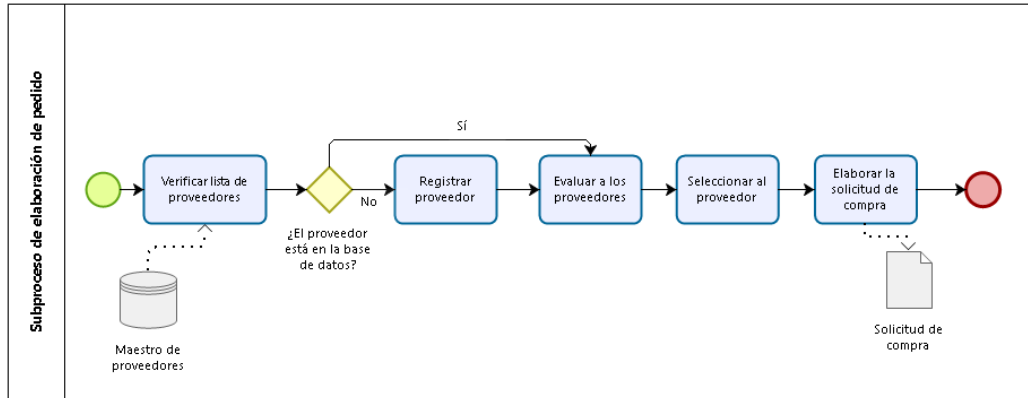 Subproceso de elaboración de pedido
Sí
Verificar lista de
proveedores
No
¿El proveedor
está en la base
de datos?
Registrar
proveedor
Evaluar a los
proveedores
Seleccionar al
proveedor
Elaborar la
solicitud de
compra
Maestro de
proveedores
Solicitud de
compra